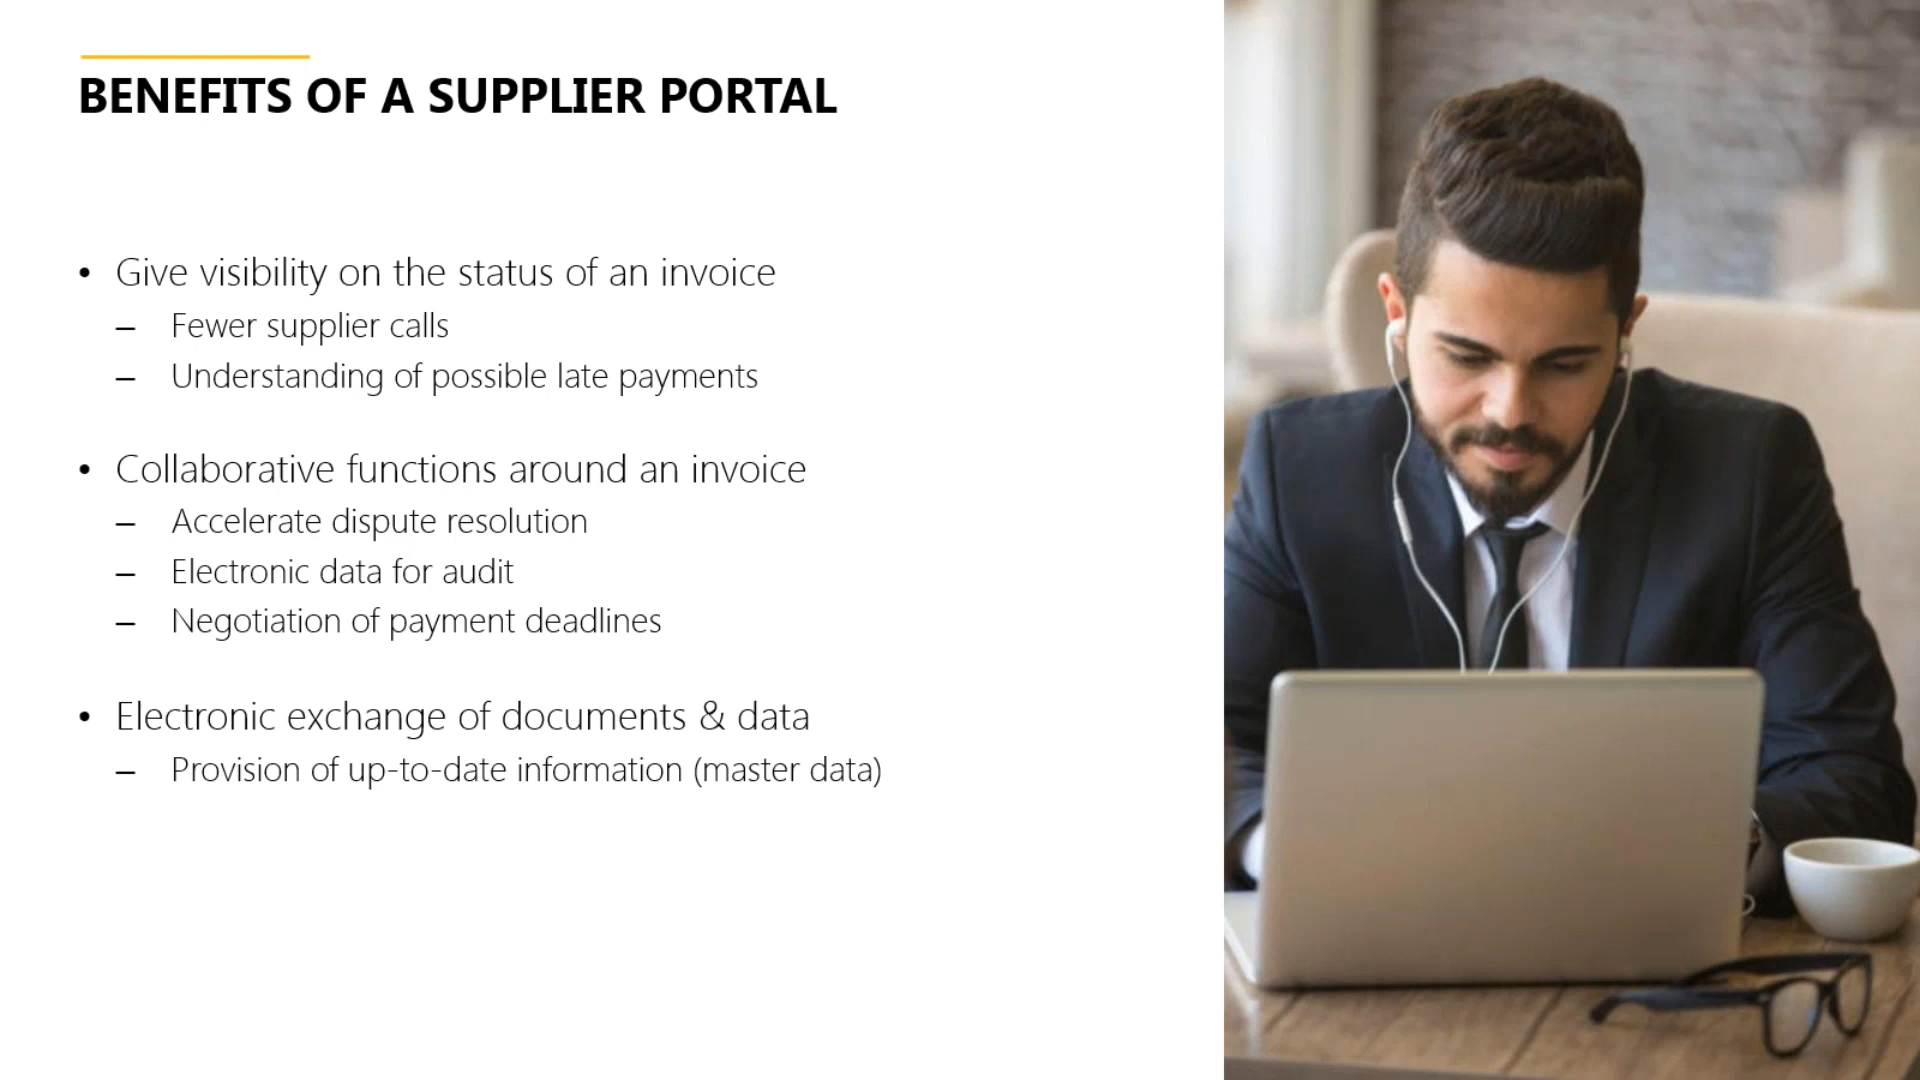 BENEFITS OF A SUPPLIER PORTAL
• Give visibility on the status of an invoice
– Fewer supplier calls
– Understanding of possible late payments
• Collaborative functions around an invoice
– Accelerate dispute resolution
– Electronic data for audit
– Negotiation of payment deadlines
• Electronic exchange of documents & data
– Provision of up-to-date information (master data)